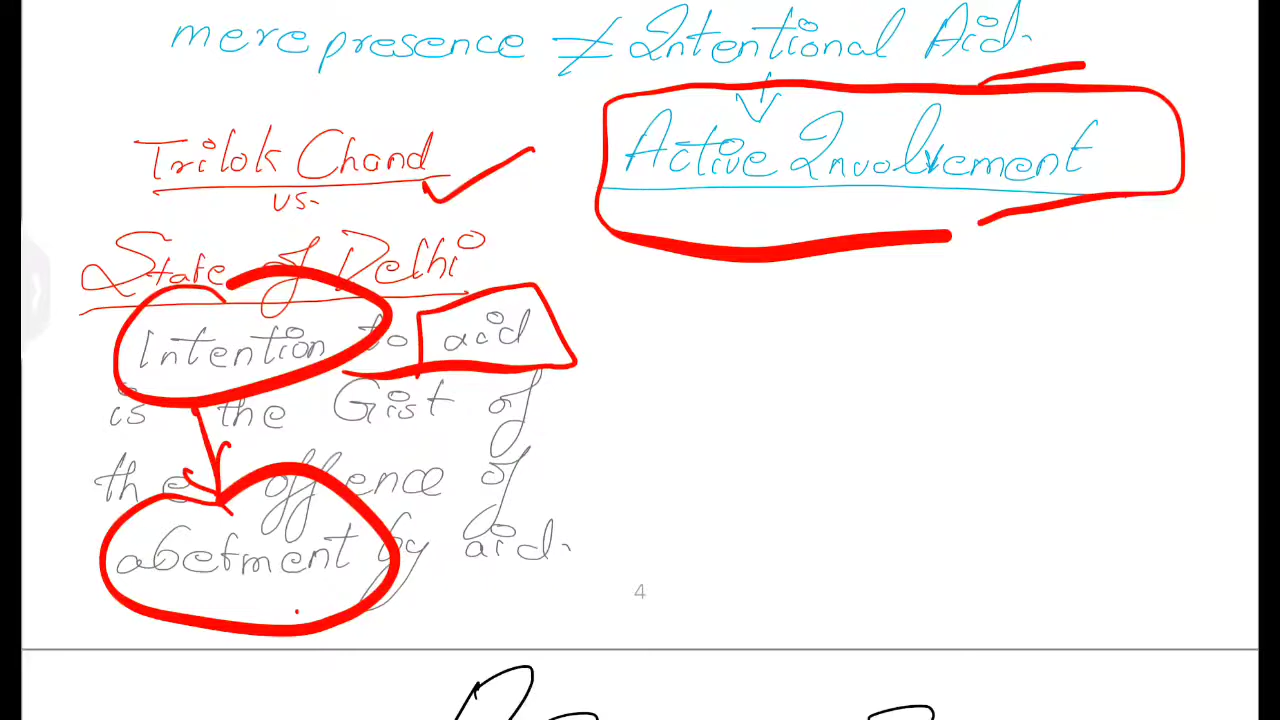 mere presence ≠ Intentional Aid.
Active Involvement
Trilok Chand
vs.
State of Delhi
Intention to aid
is the Gist of
the offence of
abetment by aid.
4